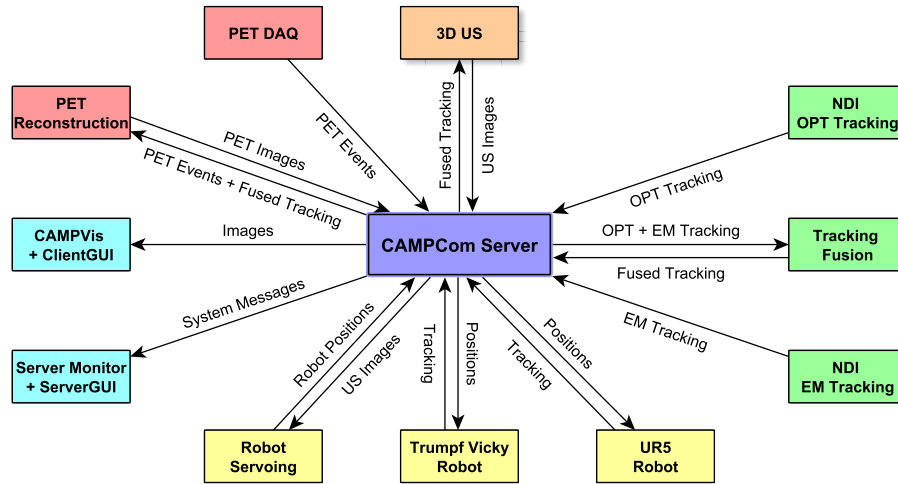 PET DAQ
3D US
PET
Reconstruction
NDI
OPT Tracking
PET Images
PET Events + Fused Tracking
PET Events
Fused Tracking
US Images
OPT Tracking
CAMPVis
+ ClientGUI
Images
CAMPCom Server
OPT + EM Tracking
Fused Tracking
Tracking
Fusion
System Messages
Robot Positions
US Images
Tracking
Positions
Tracking
Positions
EM Tracking
Server Monitor
+ ServerGUI
NDI
EM Tracking
Robot
Servoing
Trumpf Vicky
Robot
UR5
Robot